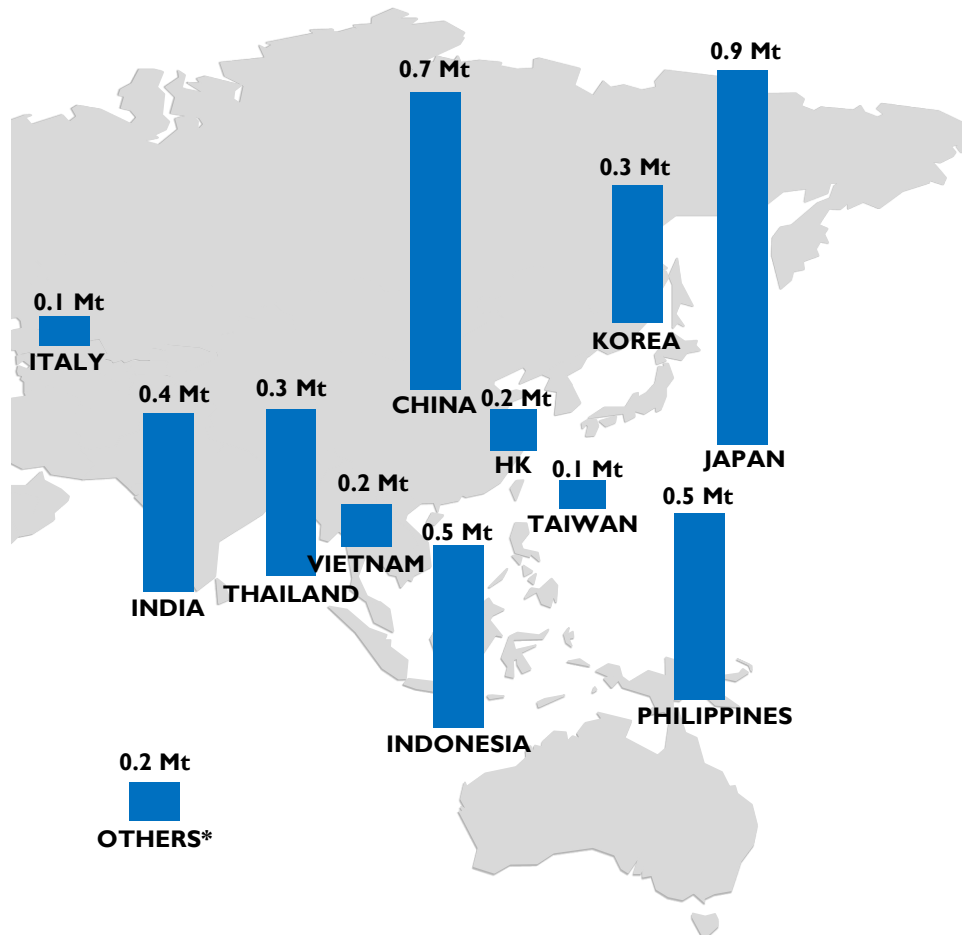 0.9 Mt
0.7 Mt
0.3 Mt
0.1 Mt
KOREA
ITALY
0.4 Mt
0.3 Mt
CHINA
0.2 Mt
HK
JAPAN
0.1 Mt
0.2 Mt
0.5 Mt
TAIWAN
0.5 Mt
VIETNAM
THAILAND
INDIA
PHILIPPINES
INDONESIA
0.2 Mt
OTHERS*